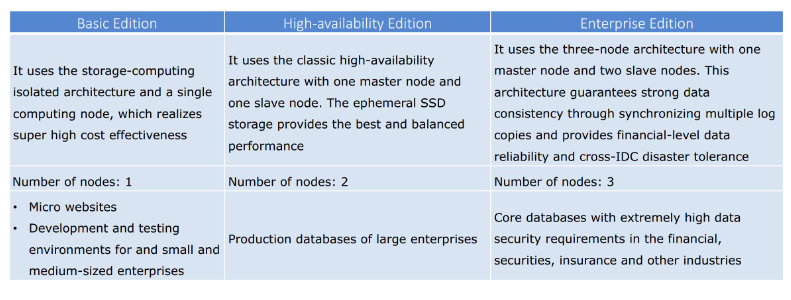 Basic Edition
High-availability Edition
Enterprise Edition
It uses the storage-computing
isolated architecture and a single
computing node, which realizes
super high cost effectiveness
It uses the classic high-availability
architecture with one master node and
one slave node. The ephemeral SSD
storage provides the best and balanced
performance
It uses the three-node architecture with one
master node and two slave nodes. This
architecture guarantees strong data
consistency through synchronizing multiple log
copies and provides financial-level data
reliability and cross-IDC disaster tolerance
Number of nodes: 1
Number of nodes: 2
Number of nodes: 3
• Micro websites
• Development and testing
environments for and small and
medium-sized enterprises
Production databases of large enterprises
Core databases with extremely high data
security requirements in the financial,
securities, insurance and other industries